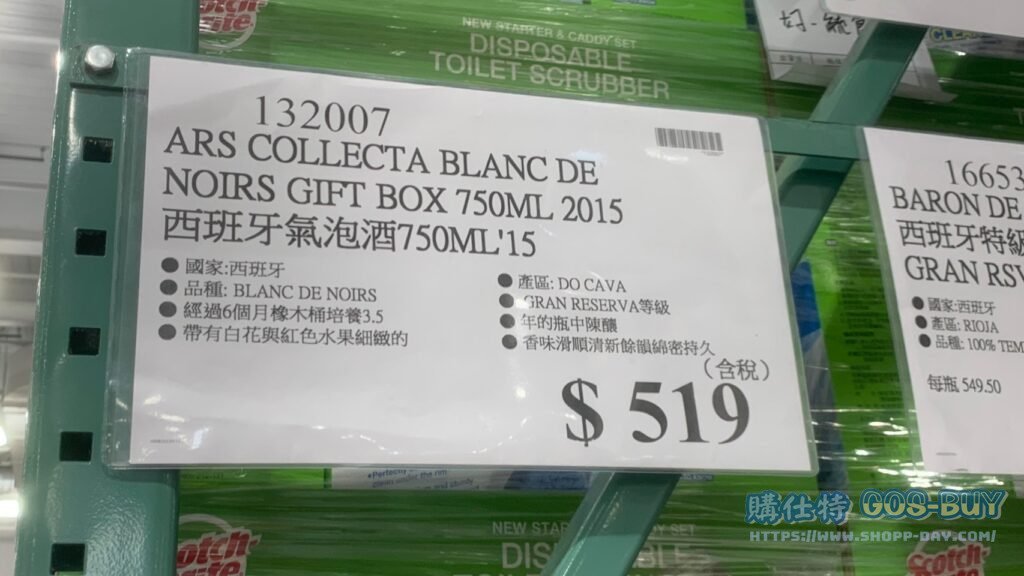 Scotch
Brite
NEW STARTER & CADDY SET
DISPOSABLE
TOILET SCRUBBER
132007
ARS COLLECTA BLANC DE
NOIRS GIFT BOX 750ML 2015
西班牙氣泡酒750ML'15
國家:西班牙
品種: BLANC DE NOIRS
經過6個月橡木桶培養3.5
帶有白花與紅色水果細緻的
產區: DO CAVA
GRAN RESERVA等級
年的瓶中陳釀
香味滑順清新餘韻綿密持久
(含稅)
$ 519
16653
BARON DE
西班牙特級
GRAN RSV
國家:西班牙
產區: RIOJA
品種: 100% TEM
每瓶 549.50
購仕特 GOS-BUY
HTTPS://WWW.SHOPP-DAY.COM/